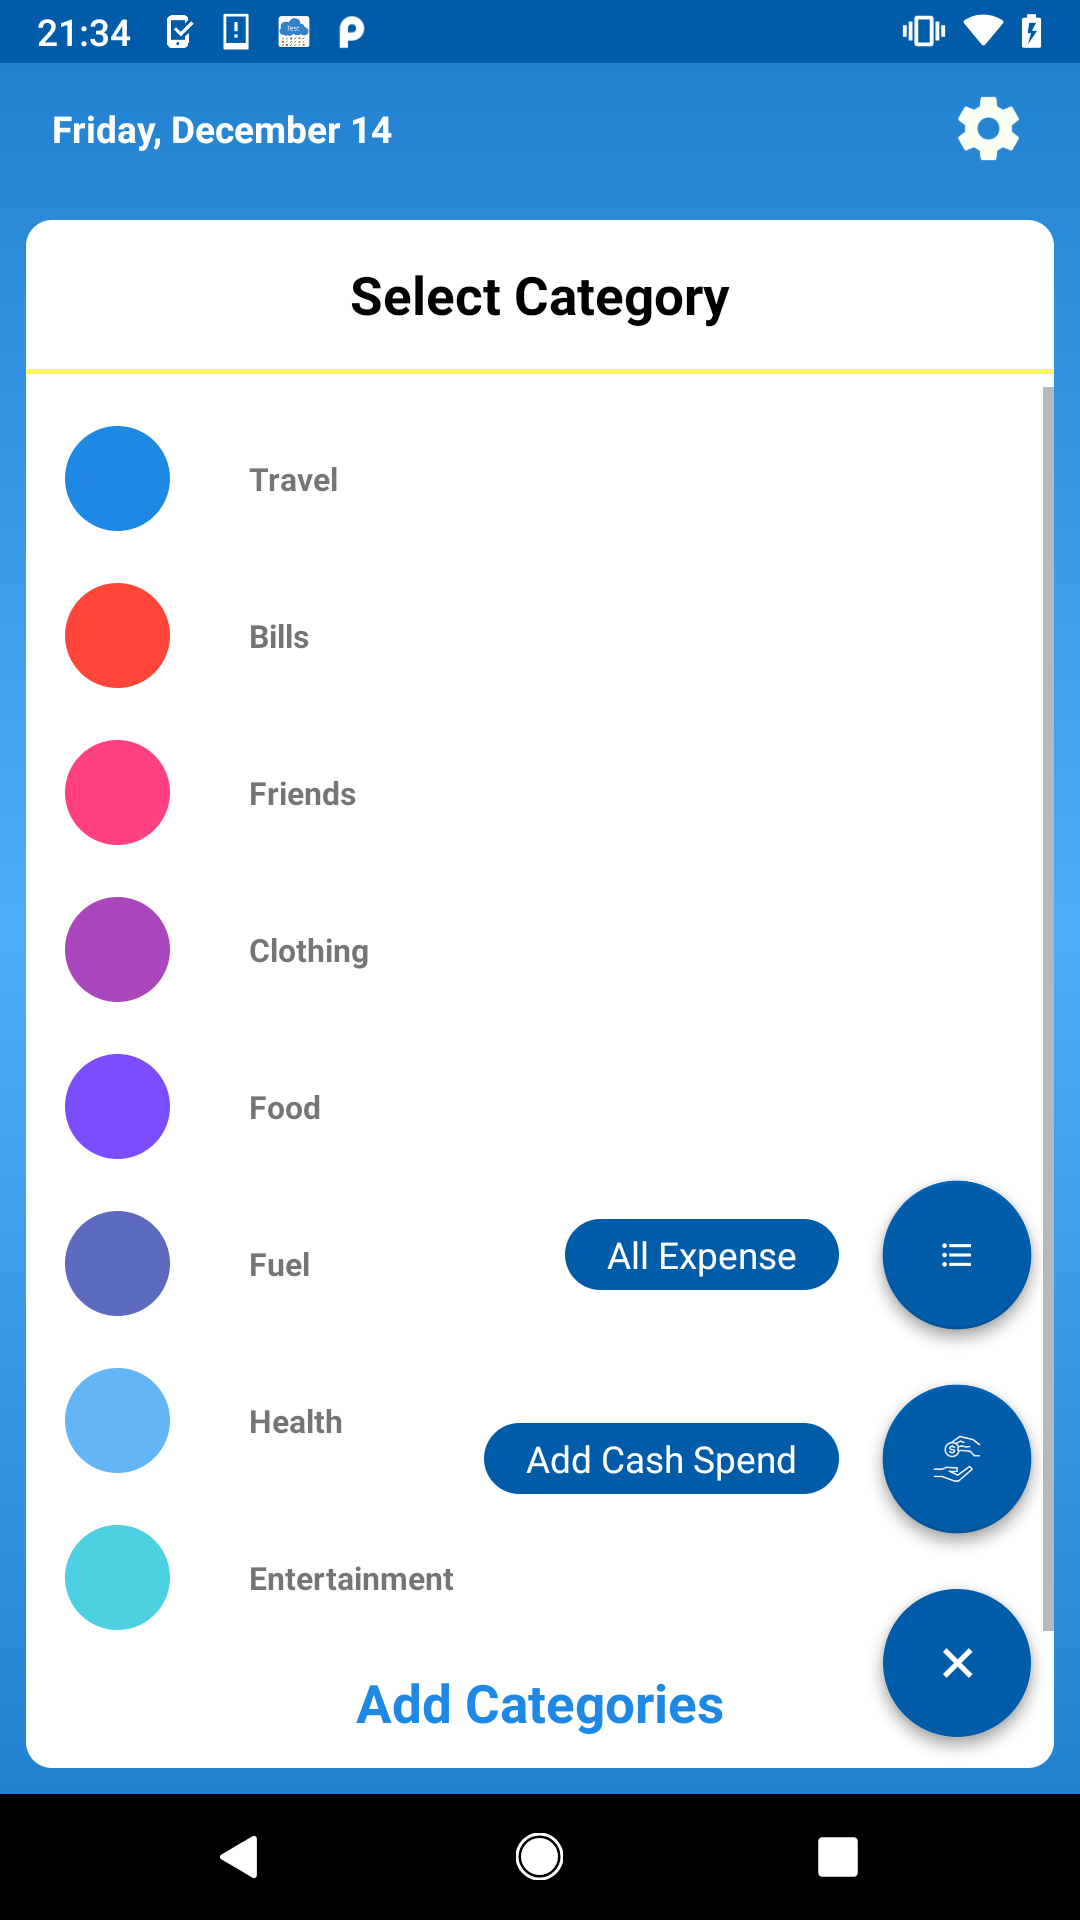 21:34
Friday, December 14
Select Category
Travel
Bills
Friends
Clothing
Food
Fuel
All Expense
Health
Add Cash Spend
Entertainment
Add Categories